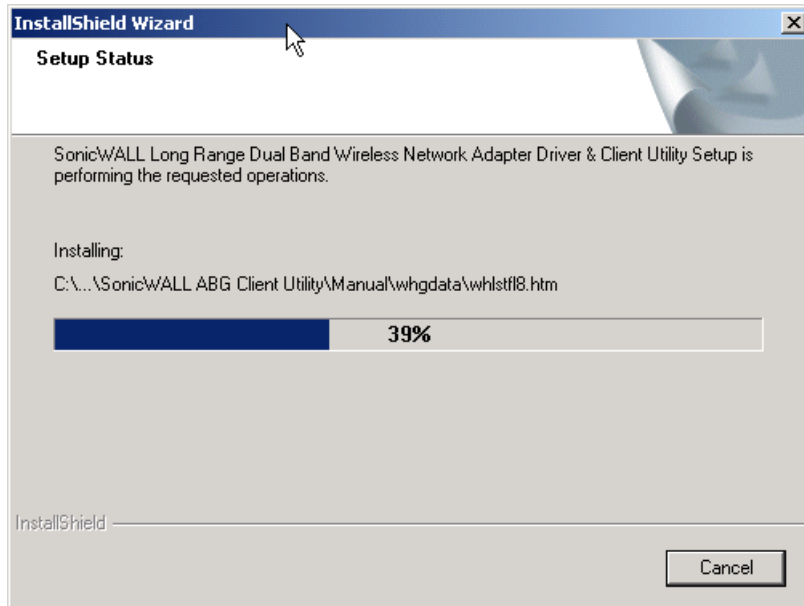 InstallShield Wizard
Setup Status
SonicWALL Long Range Dual Band Wireless Network Adapter Driver & Client Utility Setup is
performing the requested operations.
Installing:
C:\...\SonicWALL ABG Client Utility\Manual\whgdata\whlstfl8.htm
39%
InstallShield
Cancel